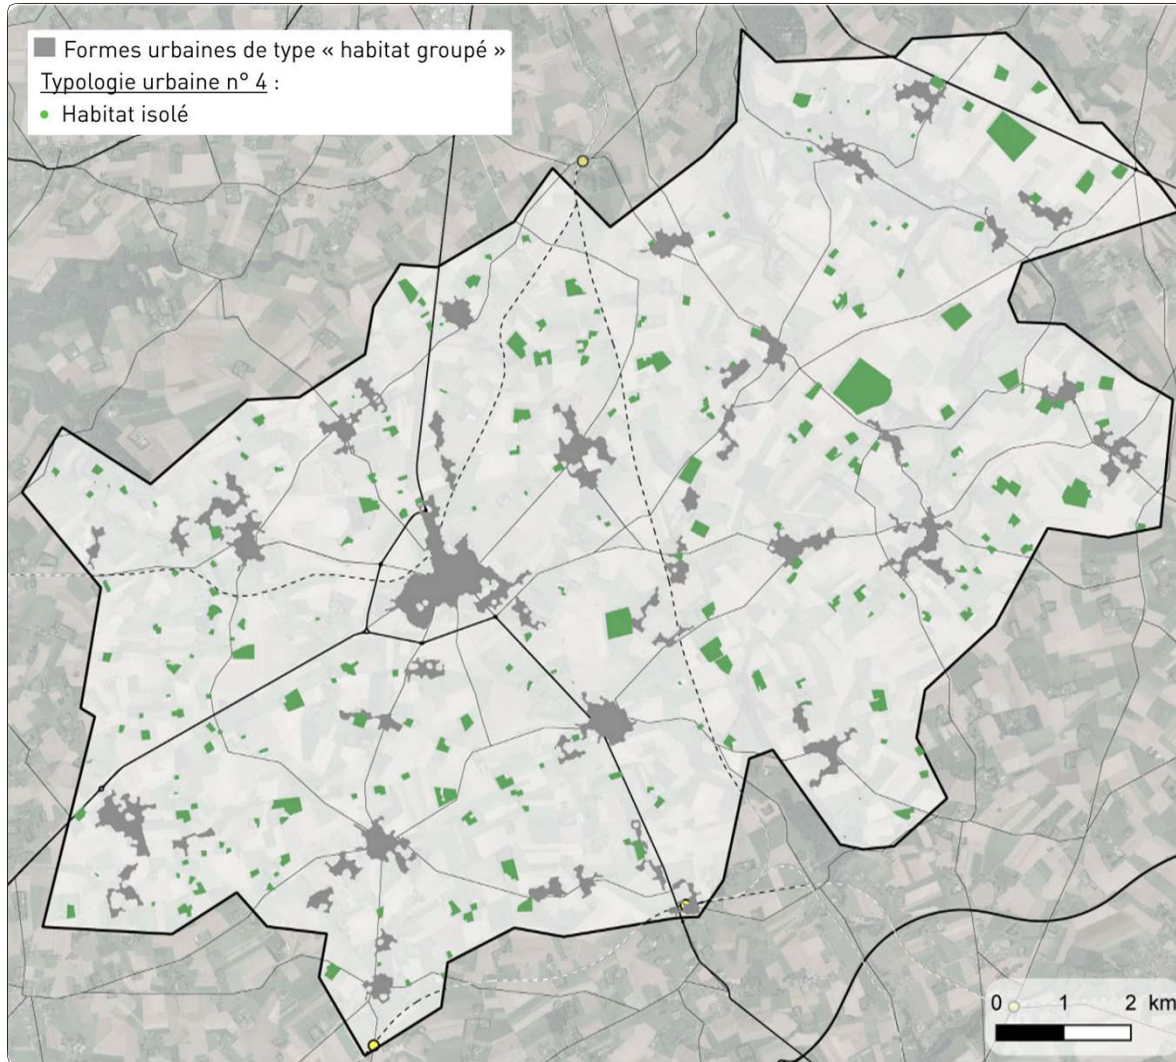 Formes urbaines de type « habitat groupé »
Typologie urbaine n° 4 :
Habitat isolé
0 1 2 km